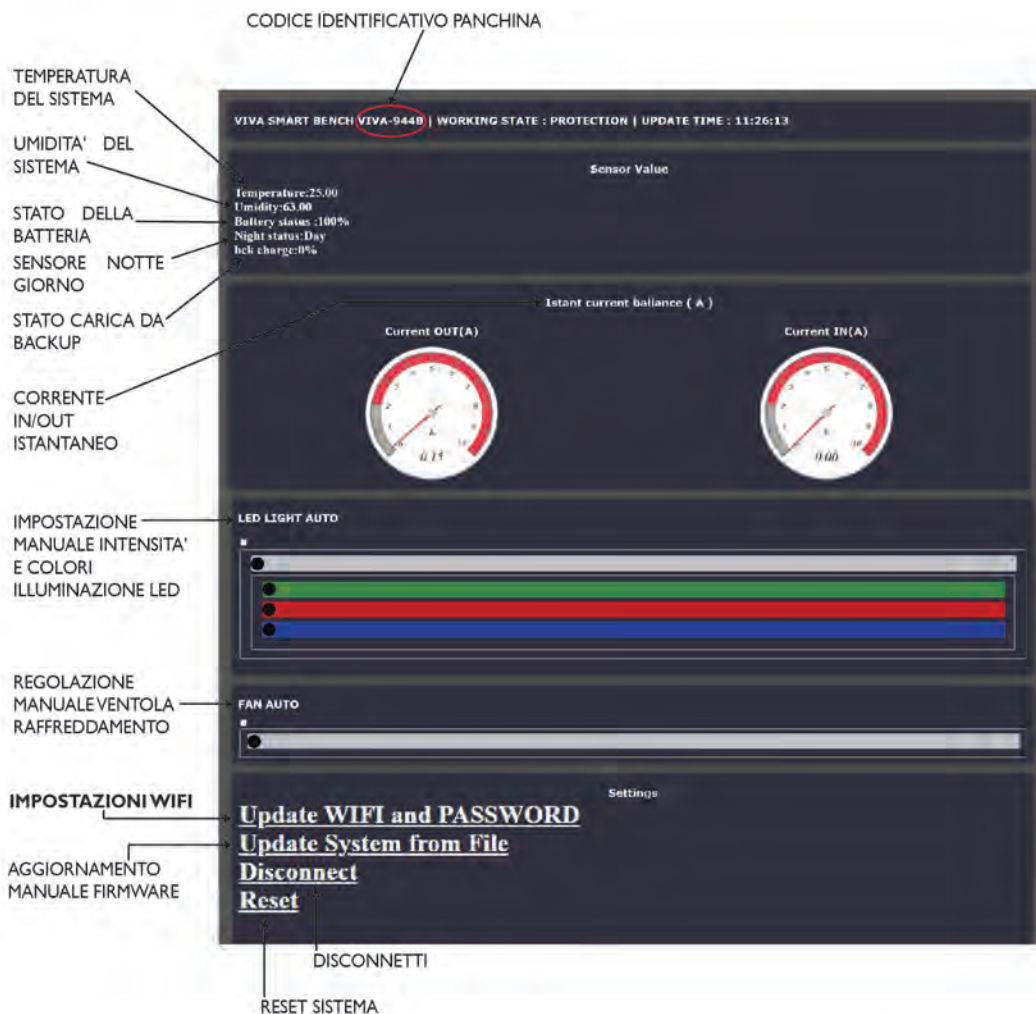 CODICE IDENTIFICATIVO PANCHINA
TEMPERATURA
DEL SISTEMA
UMIDITA' DEL
SISTEMA
STATO DELLA
BATTERIA
SENSORE NOTTE
GIORNO
STATO CARICA DA
BACKUP
CORRENTE
IN/OUT
ISTANTANEO
IMPOSTAZIONE
MANUALE INTENSITA'
E COLORI
ILLUMINAZIONE LED
REGOLAZIONE
MANUALE VENTOLA
RAFFREDDAMENTO
IMPOSTAZIONI WIFI
AGGIORNAMENTO
MANUALE FIRMWARE
VIVA SMART BENCH VIVA-944B | WORKING STATE : PROTECTION | UPDATE TIME : 11:26:13
Sensor Value
Temperature:25.00
Umidity:63.00
Battery status :100%
Night status:Day
bck charge:0%
Istant current ballance ( A )
Current OUT(A)
Current IN(A)
0.15
0.00
LED LIGHT AUTO
FAN AUTO
Settings
Update WIFI and PASSWORD
Update System from File
Disconnect
Reset
DISCONNETTI
RESET SISTEMA